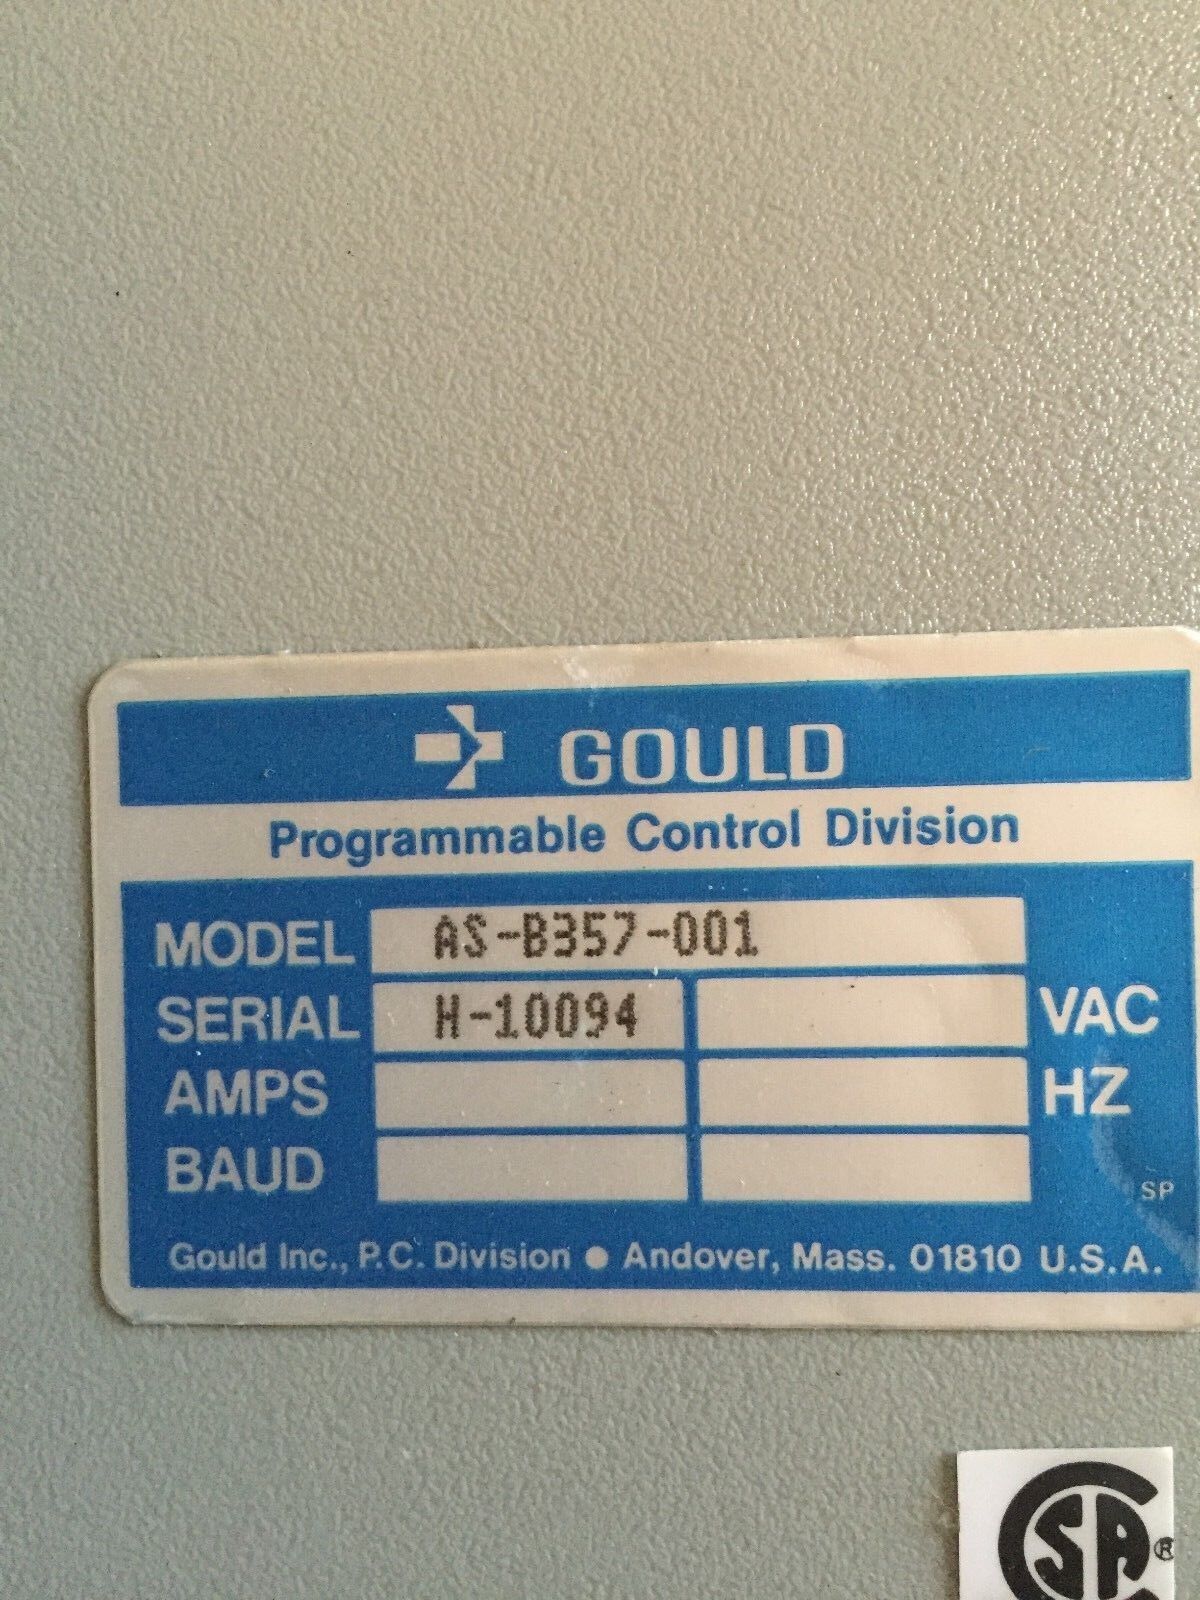 GOULD
Programmable Control Division
MODEL AS-B357-001
SERIAL H-10094 VAC
AMPS HZ
BAUD
SP
Gould Inc., P.C. Division ● Andover, Mass. 01810 U.S.A.
SA ®